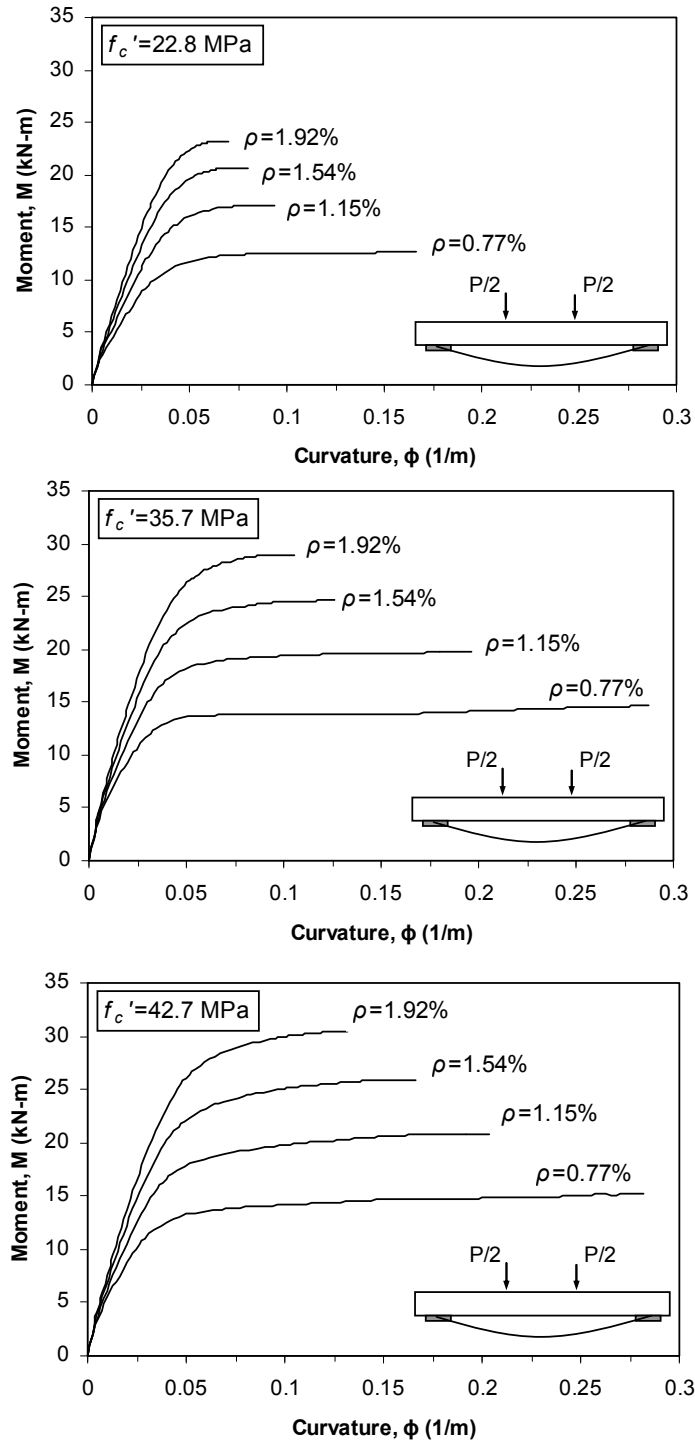 35
30
25
20
15
10
5
0
Moment, M (kN-m)
fc′=22.8 MPa
ρ=1.92%
ρ=1.54%
ρ=1.15%
ρ=0.77%
P/2 P/2
0 0.05 0.1 0.15 0.2 0.25 0.3
Curvature, ϕ (1/m)
35
30
25
20
15
10
5
0
Moment, M (kN-m)
fc′=35.7 MPa
ρ=1.92%
ρ=1.54%
ρ=1.15%
ρ=0.77%
P/2 P/2
0 0.05 0.1 0.15 0.2 0.25 0.3
Curvature, ϕ (1/m)
35
30
25
20
15
10
5
0
Moment, M (kN-m)
fc′=42.7 MPa
ρ=1.92%
ρ=1.54%
ρ=1.15%
ρ=0.77%
P/2 P/2
0 0.05 0.1 0.15 0.2 0.25 0.3
Curvature, ϕ (1/m)